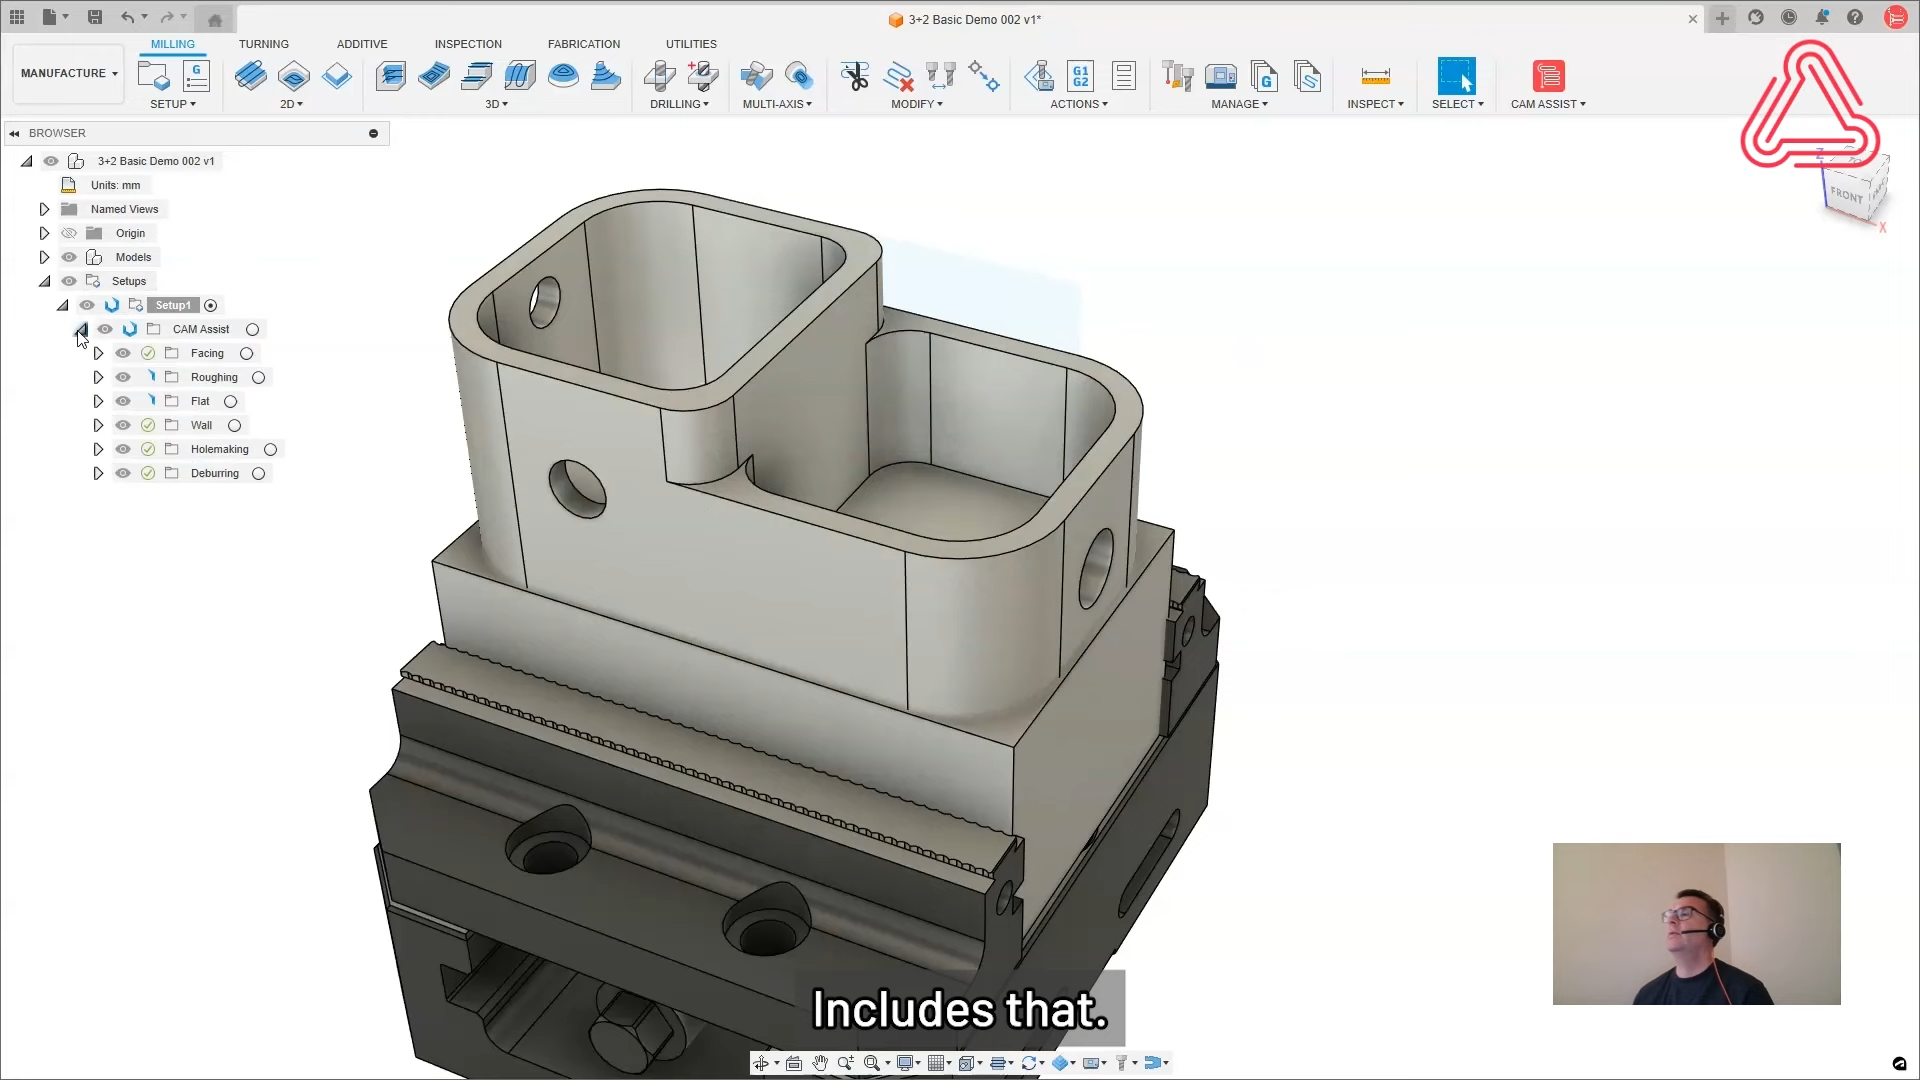 3+2 Basic Demo 002 v1*
MILLING TURNING ADDITIVE INSPECTION FABRICATION UTILITIES
MANUFACTURE
SETUP 2D 3D DRILLING MULTI-AXIS MODIFY ACTIONS MANAGE INSPECT SELECT CAM ASSIST
G
G1
G2
G
BROWSER
3+2 Basic Demo 002 v1
Units: mm
Named Views
Origin
Models
Setups
Setup1
CAM Assist
Facing
Roughing
Flat
Wall
Holemaking
Deburring
Z
FRONT
X
Includes that.